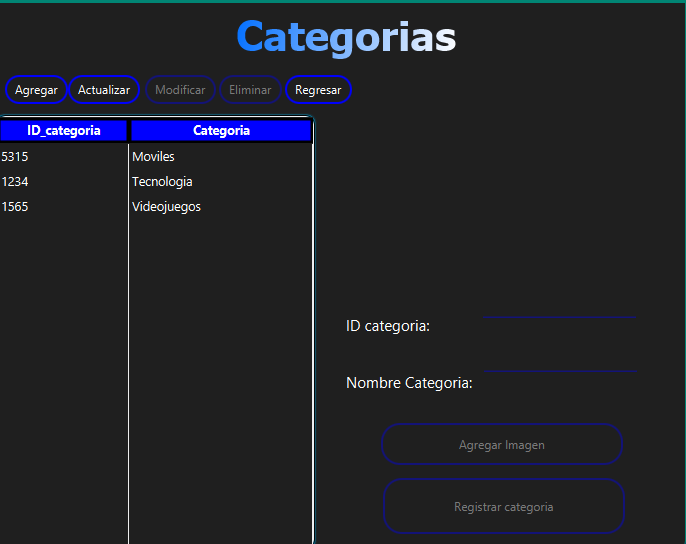 Categorias
Agregar Actualizar Modificar Eliminar Regresar
ID_categoria Categoria
5315 Moviles
1234 Tecnologia
1565 Videojuegos
ID categoria:
Nombre Categoria:
Agregar Imagen
Registrar categoria